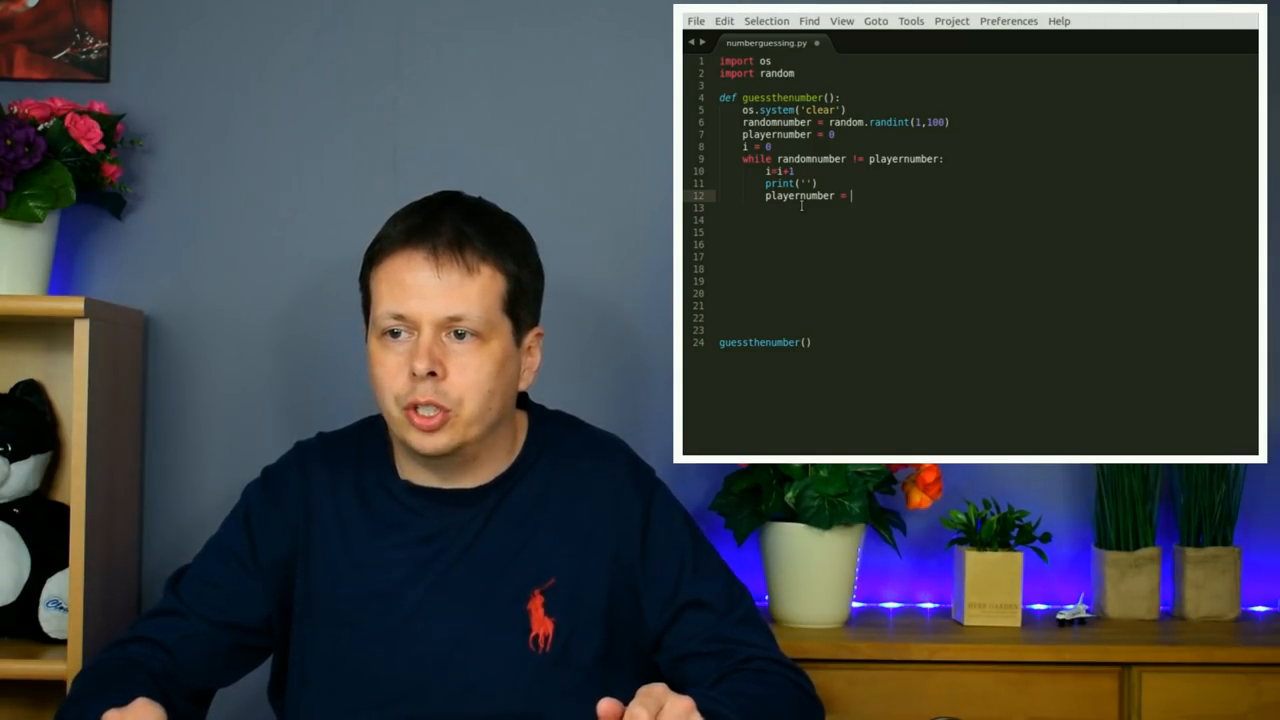 File Edit Selection Find View Goto Tools Project Preferences Help
numberguessing.py
1 import os
2 import random
3
4 def guessthenumber():
5 os.system('clear')
6 randomnumber = random.randint(1,100)
7 playernumber = 0
8 i = 0
9 while randomnumber != playernumber:
10 i=i+1
11 print('')
12 playernumber =
13
14
15
16
17
18
19
20
21
22
23
24 guessthenumber()
HERB GARDEN